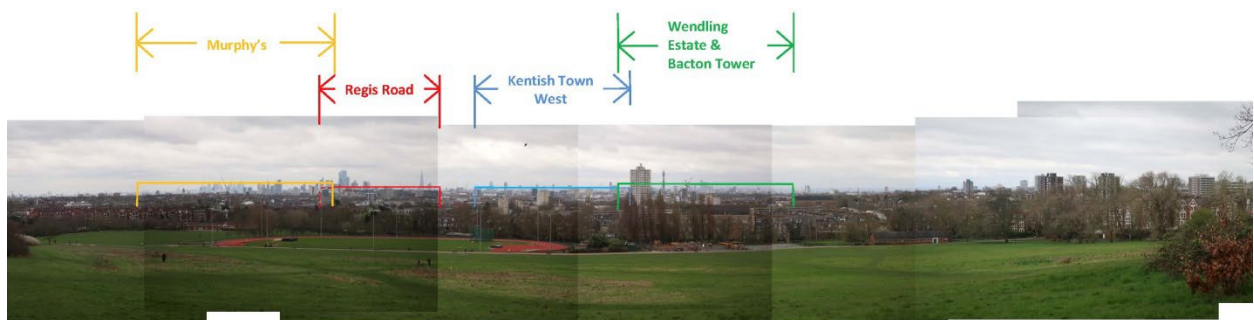 Murphy's
Regis Road
Kentish Town
West
Wendling
Estate &
Bacton Tower